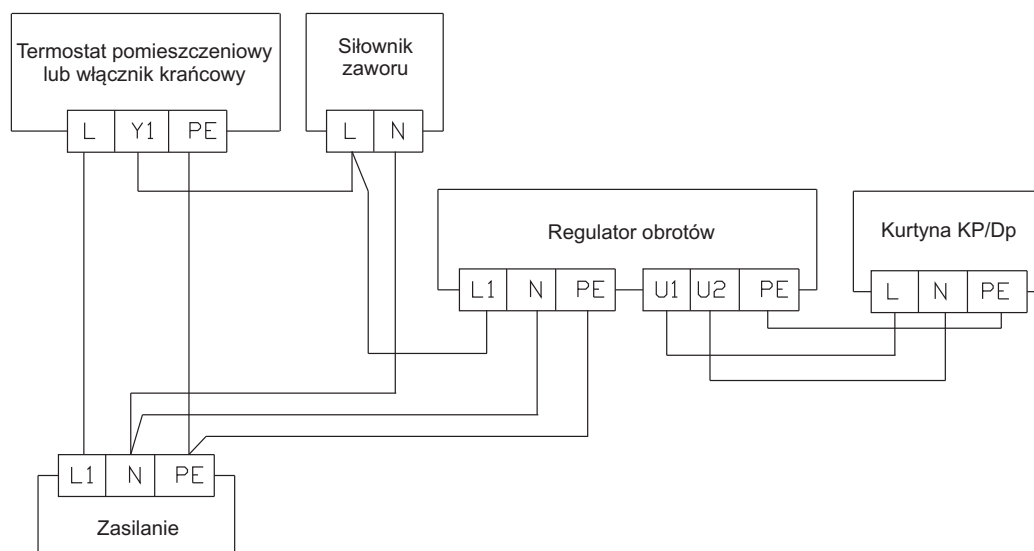 Termostat pomieszczeniowy
lub włącznik krańcowy
L Y1 PE
Siłownik
zaworu
L N
Regulator obrotów
L1 N PE U1 U2 PE
Kurtyna KP/Dp
L N PE
L1 N PE
Zasilanie